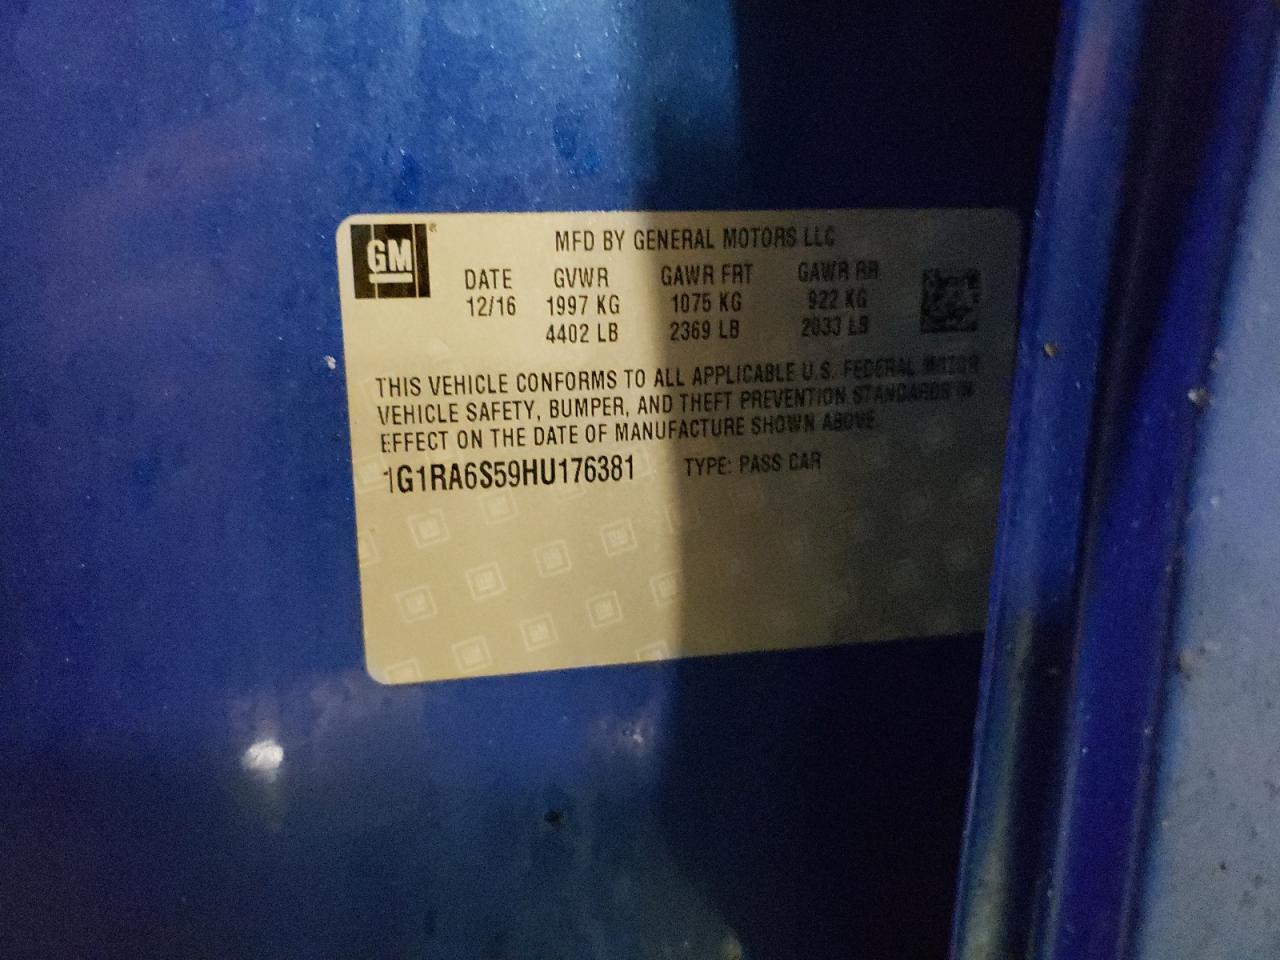 GM
MFD BY GENERAL MOTORS LLC
DATE GVWR GAWR FRT GAWR RR
12/16 1997 KG 1075 KG 922 KG
4402 LB 2369 LB 2033 LB
THIS VEHICLE CONFORMS TO ALL APPLICABLE U.S. FEDERAL MOTOR
VEHICLE SAFETY, BUMPER, AND THEFT PREVENTION STANDARDS IN
EFFECT ON THE DATE OF MANUFACTURE SHOWN ABOVE.
1G1RA6S59HU176381 TYPE: PASS CAR